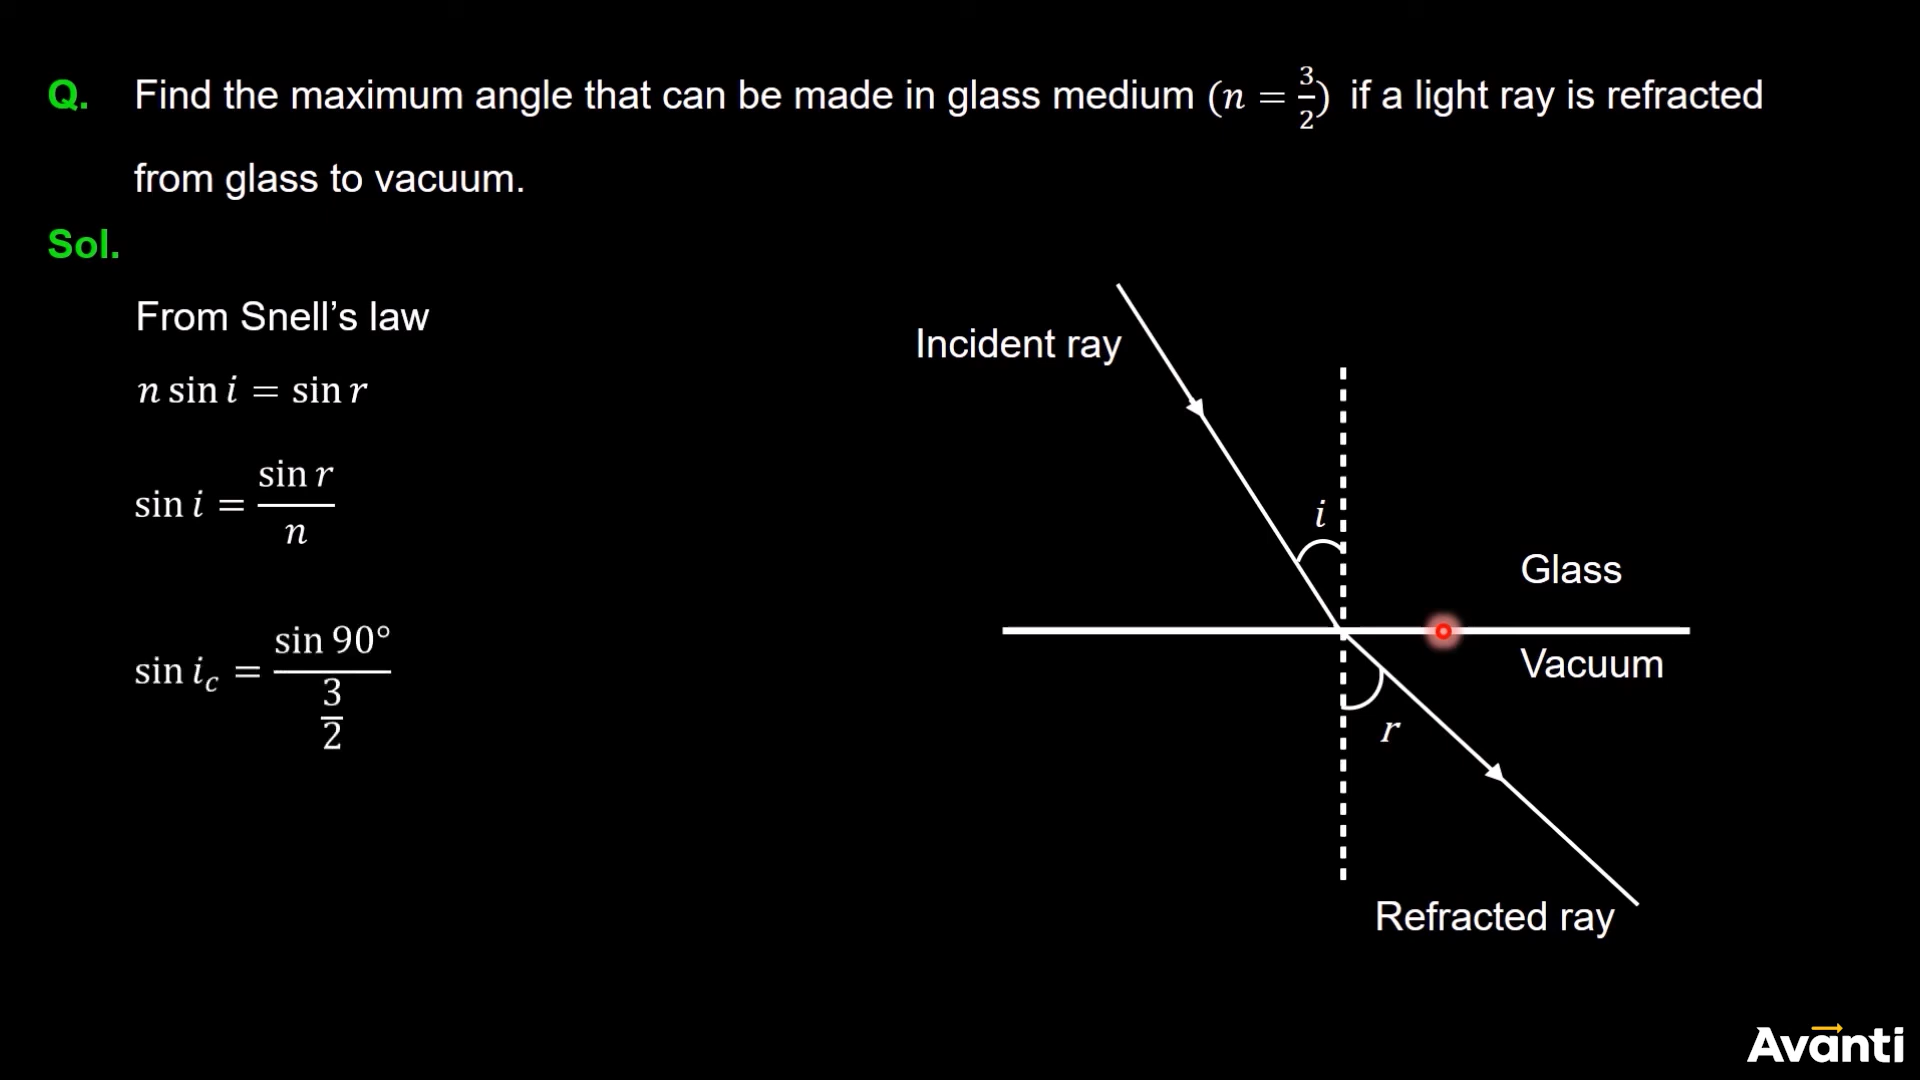 Q. Find the maximum angle that can be made in glass medium (n = 3/2) if a light ray is refracted
from glass to vacuum.
Sol.
From Snell’s law
n sin i = sin r
sin i = sin r / n
sin i_c = sin 90° / (3/2)
Incident ray
i
Glass
Vacuum
r
Refracted ray
Avanti